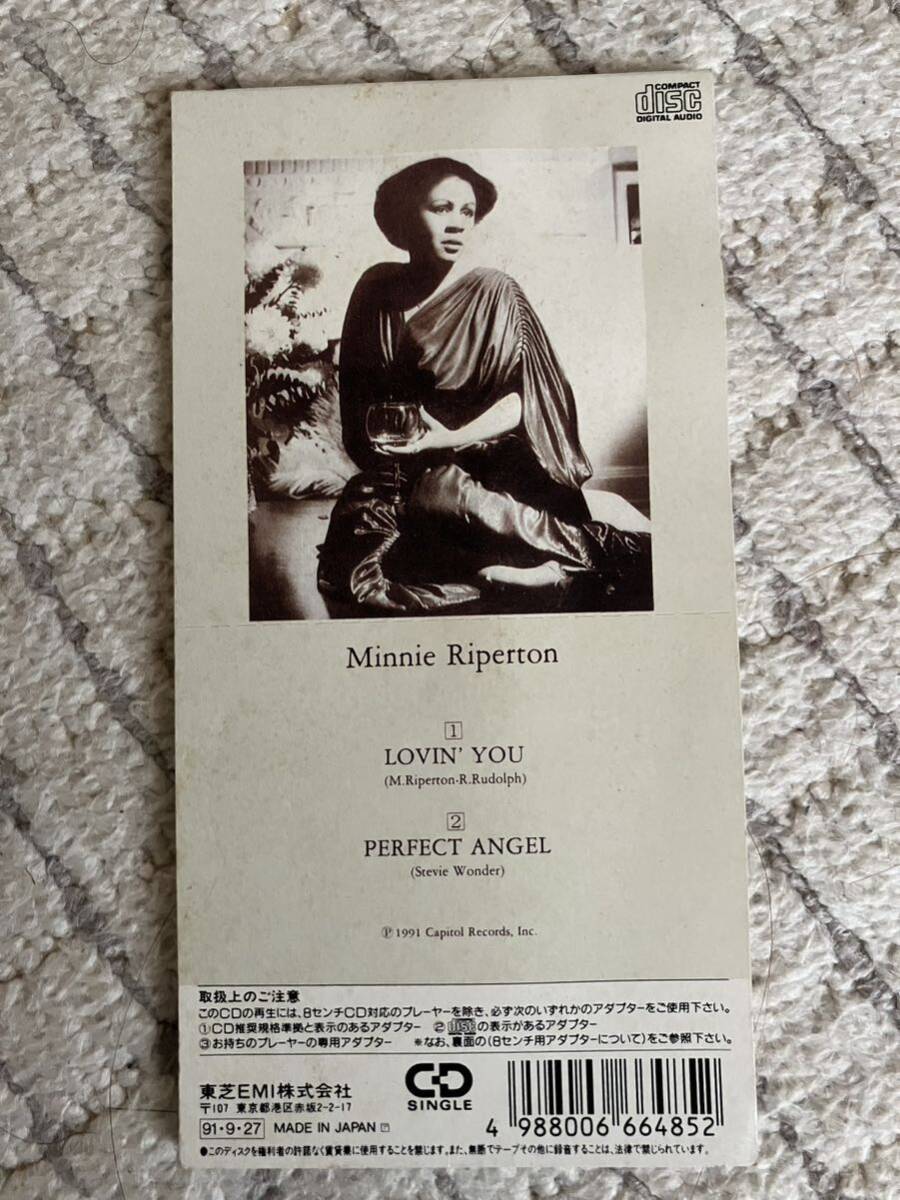 COMPACT
disc
DIGITAL AUDIO
Minnie Riperton
1
LOVIN' YOU
(M.Riperton-R.Rudolph)
2
PERFECT ANGEL
(Stevie Wonder)
Ⓟ 1991 Capitol Records, Inc.
取扱上のご注意
このCDの再生には、8センチCD対応のプレーヤーを除き、必ず次のいずれかのアダプターをご使用下さい。
①CD推奨規格準拠と表示のあるアダプター ②disc の表示があるアダプター
③お持ちのプレーヤーの専用アダプター ※なお、裏面の(8センチ用アダプターについて)をご参照下さい。
東芝EMI株式会社
〒107 東京都港区赤坂2-2-17
91・9・27 MADE IN JAPAN
CD
SINGLE
4 988006 664852
●このディスクを権利者の許諾なく賃貸業に使用することを禁じます。また、無断でテープその他に録音することは、法律で禁じられています。